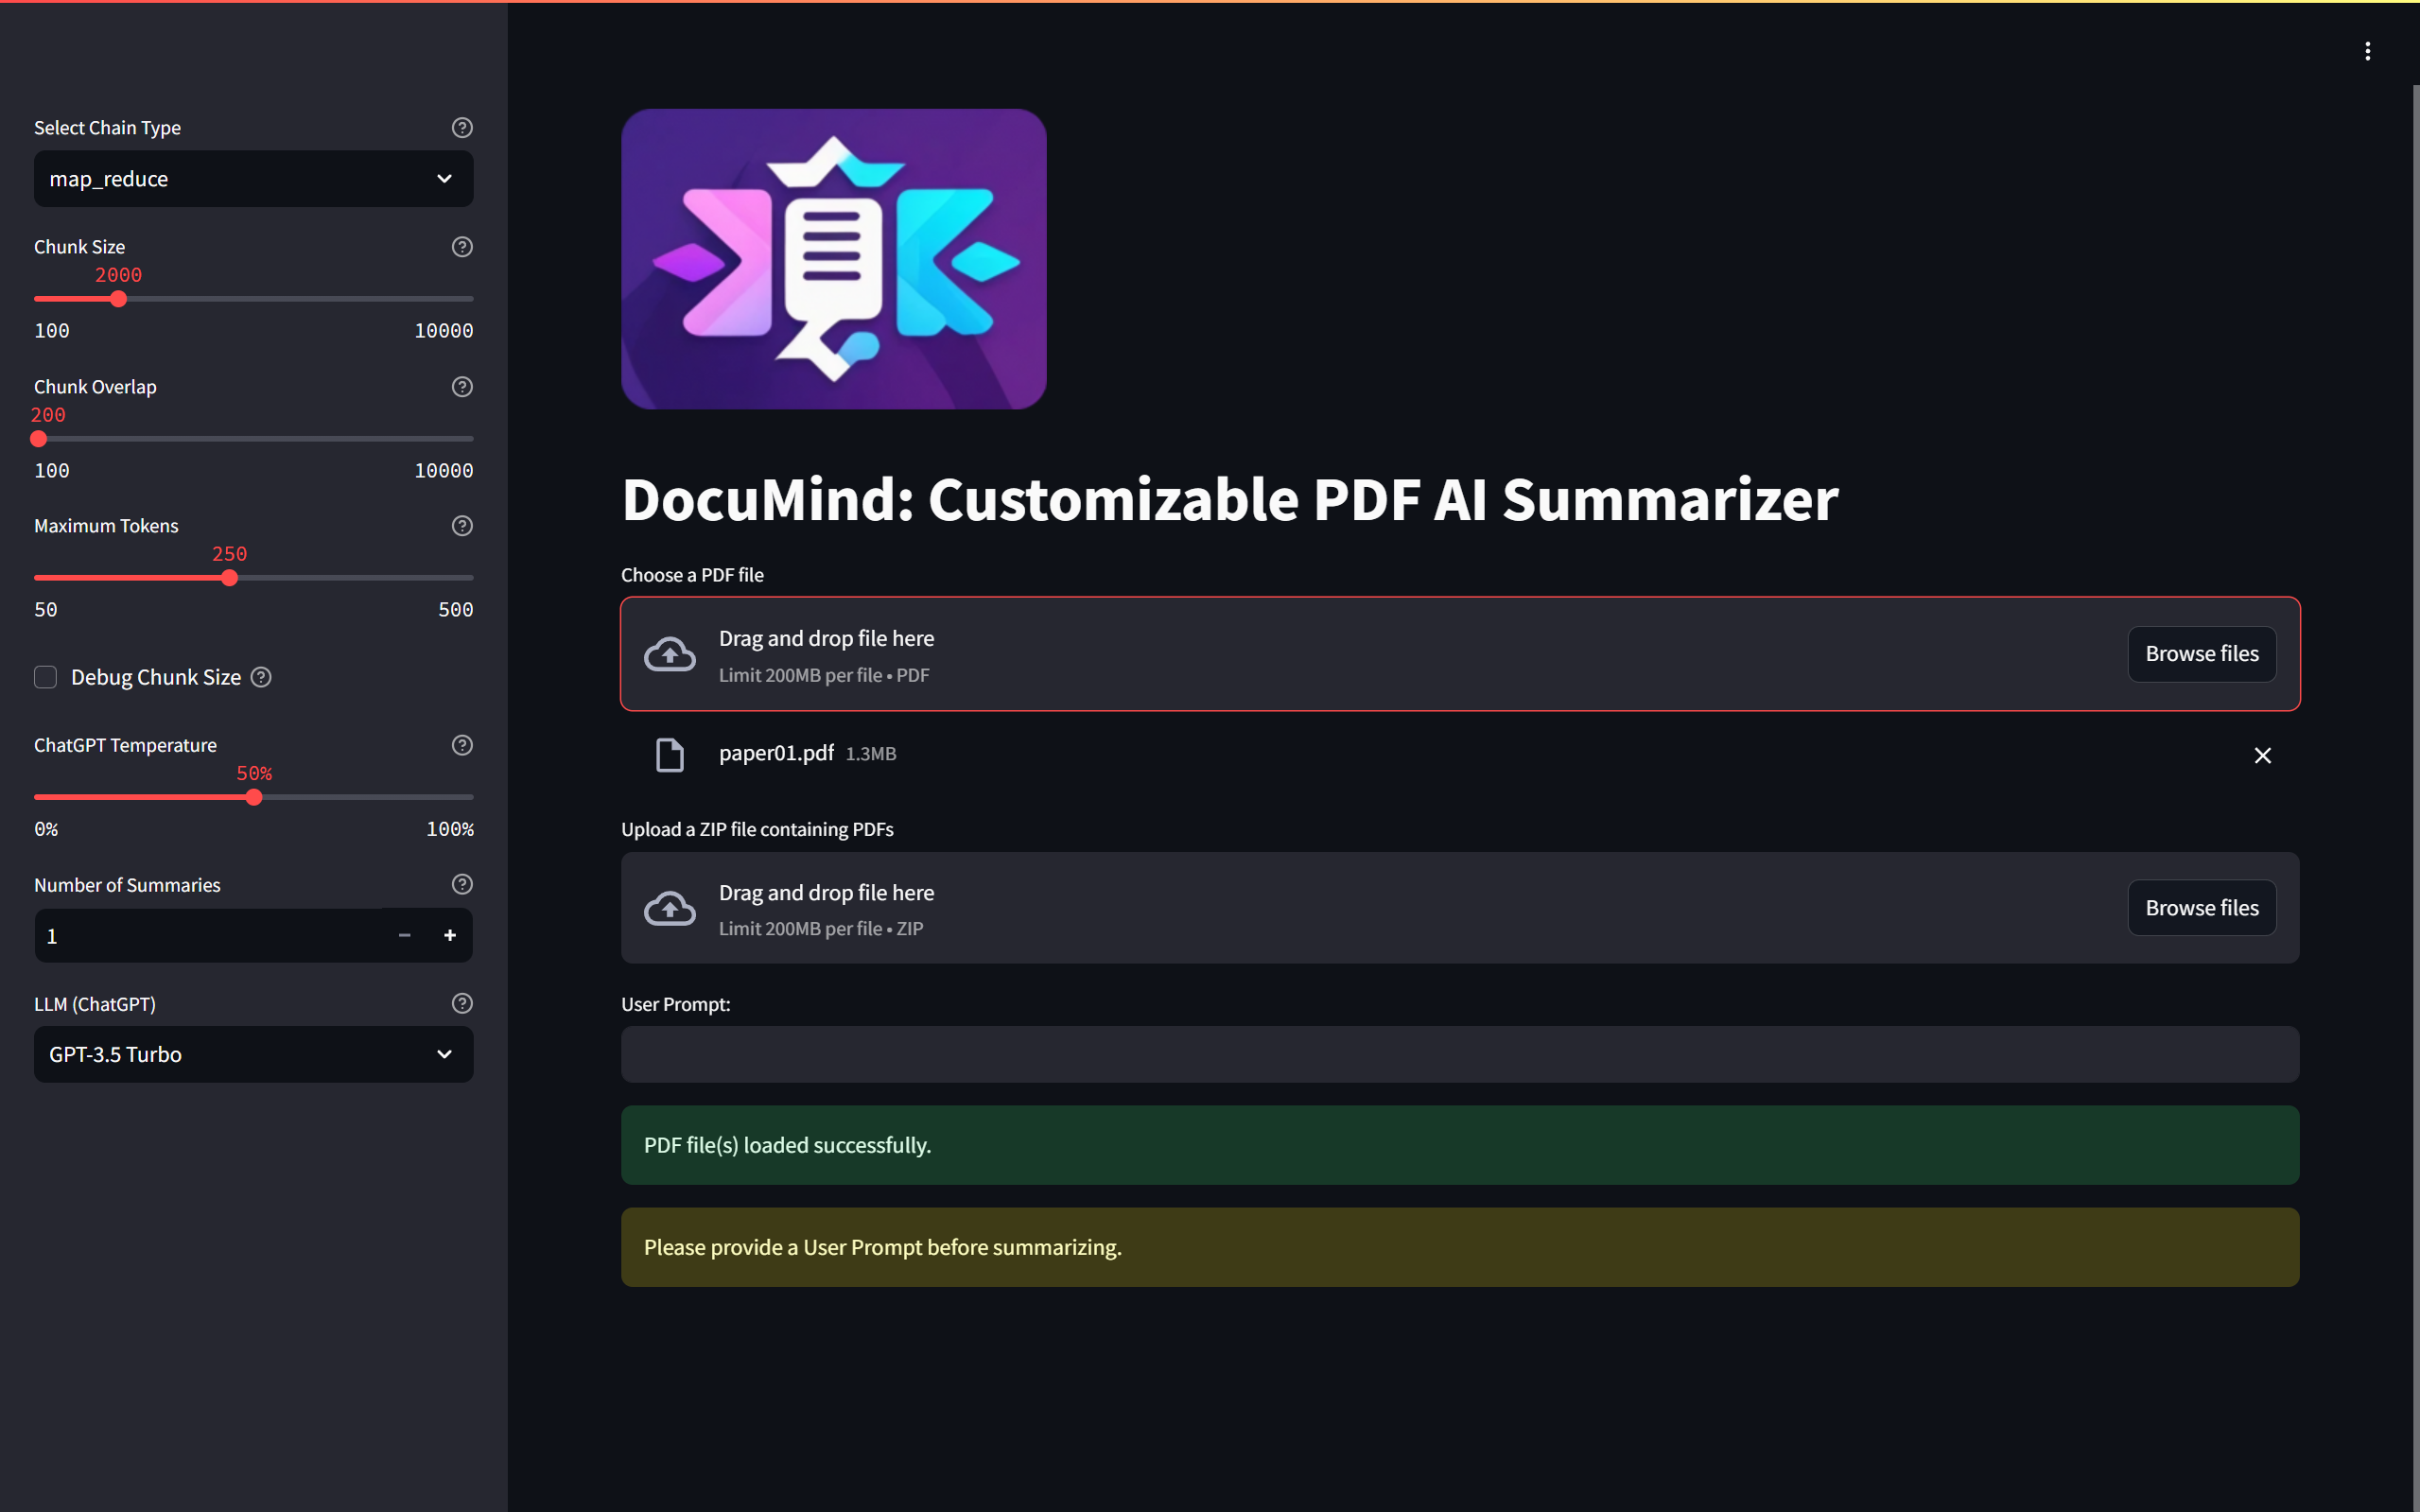 Select Chain Type
map_reduce
Chunk Size
2000
100 10000
Chunk Overlap
200
100 10000
Maximum Tokens
250
50 500
Debug Chunk Size
ChatGPT Temperature
50%
0% 100%
Number of Summaries
1
LLM (ChatGPT)
GPT-3.5 Turbo
DocuMind: Customizable PDF AI Summarizer
Choose a PDF file
Drag and drop file here
Limit 200MB per file • PDF
Browse files
paper01.pdf 1.3MB
Upload a ZIP file containing PDFs
Drag and drop file here
Limit 200MB per file • ZIP
Browse files
User Prompt:
PDF file(s) loaded successfully.
Please provide a User Prompt before summarizing.